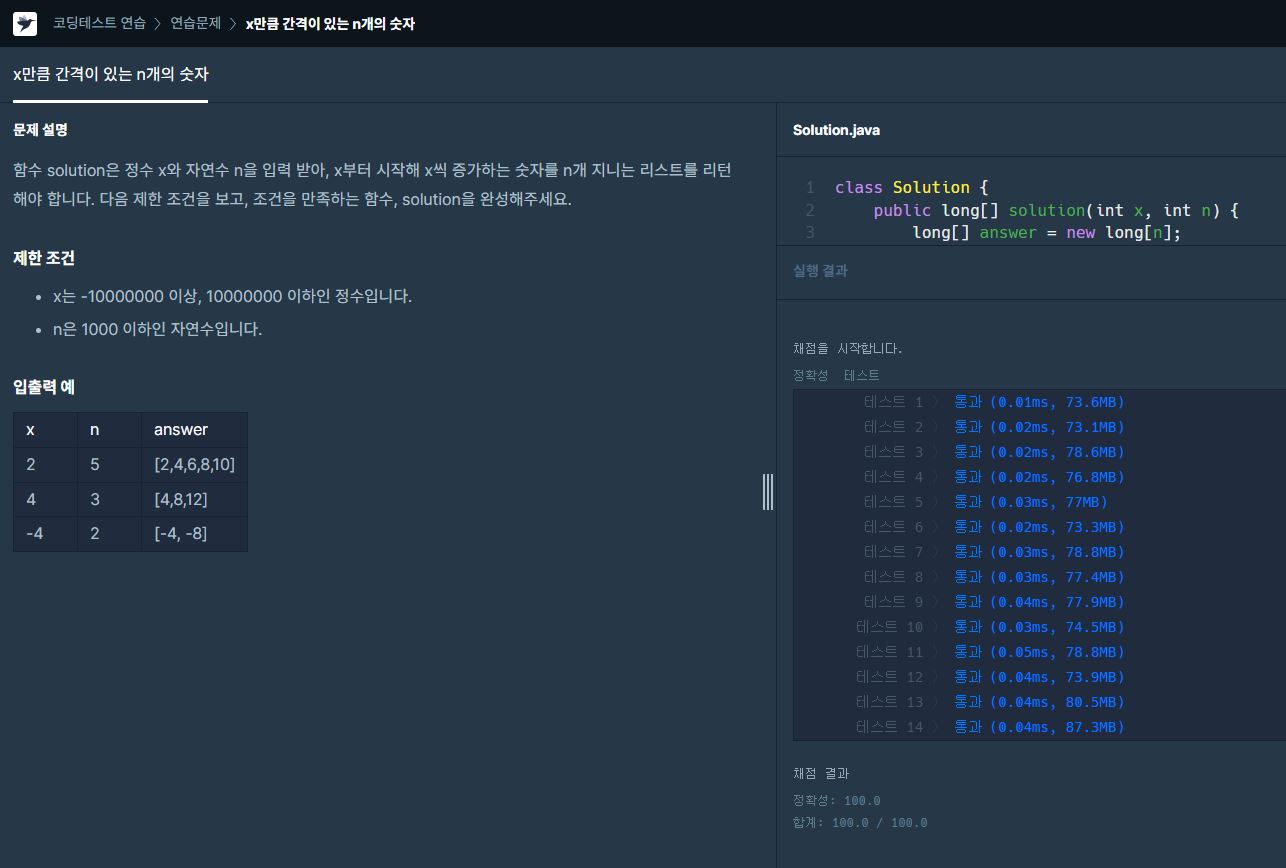 코딩테스트 연습 > 연습문제 > x만큼 간격이 있는 n개의 숫자
x만큼 간격이 있는 n개의 숫자
문제 설명
함수 solution은 정수 x와 자연수 n을 입력 받아, x부터 시작해 x씩 증가하는 숫자를 n개 지니는 리스트를 리턴
해야 합니다. 다음 제한 조건을 보고, 조건을 만족하는 함수, solution을 완성해주세요.
제한 조건
• x는 -10000000 이상, 10000000 이하인 정수입니다.
• n은 1000 이하인 자연수입니다.
입출력 예
x n answer
2 5 [2,4,6,8,10]
4 3 [4,8,12]
-4 2 [-4, -8]
Solution.java
1 class Solution {
2 public long[] solution(int x, int n) {
3 long[] answer = new long[n];
실행 결과
채점을 시작합니다.
정확성 테스트
테스트 1 〉 통과 (0.01ms, 73.6MB)
테스트 2 〉 통과 (0.02ms, 73.1MB)
테스트 3 〉 통과 (0.02ms, 78.6MB)
테스트 4 〉 통과 (0.02ms, 76.8MB)
테스트 5 〉 통과 (0.03ms, 77MB)
테스트 6 〉 통과 (0.02ms, 73.3MB)
테스트 7 〉 통과 (0.03ms, 78.8MB)
테스트 8 〉 통과 (0.03ms, 77.4MB)
테스트 9 〉 통과 (0.04ms, 77.9MB)
테스트 10 〉 통과 (0.03ms, 74.5MB)
테스트 11 〉 통과 (0.05ms, 78.8MB)
테스트 12 〉 통과 (0.04ms, 73.9MB)
테스트 13 〉 통과 (0.04ms, 80.5MB)
테스트 14 〉 통과 (0.04ms, 87.3MB)
채점 결과
정확성: 100.0
합계: 100.0 / 100.0